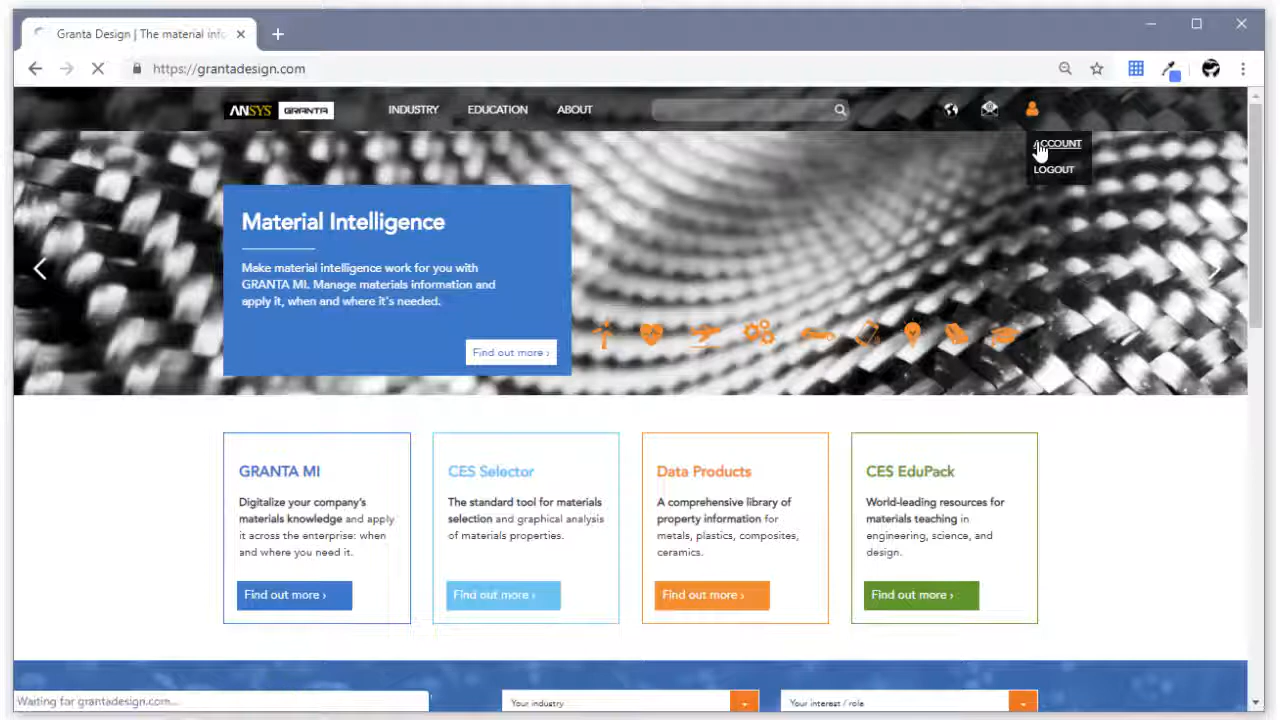 Granta Design | The material info
https://grantadesign.com
ANSYS GRANTA
INDUSTRY
EDUCATION
ABOUT
ACCOUNT
LOGOUT
Material Intelligence
Make material intelligence work for you with
GRANTA MI. Manage materials information and
apply it, when and where it's needed.
Find out more ›
GRANTA MI
Digitalize your company's
materials knowledge and apply
it across the enterprise: when
and where you need it.
Find out more ›
CES Selector
The standard tool for materials
selection and graphical analysis
of materials properties.
Find out more ›
Data Products
A comprehensive library of
property information for
metals, plastics, composites,
ceramics.
Find out more ›
CES EduPack
World-leading resources for
materials teaching in
engineering, science, and
design.
Find out more ›
Your industry
Your interest / role
Waiting for grantadesign.com...